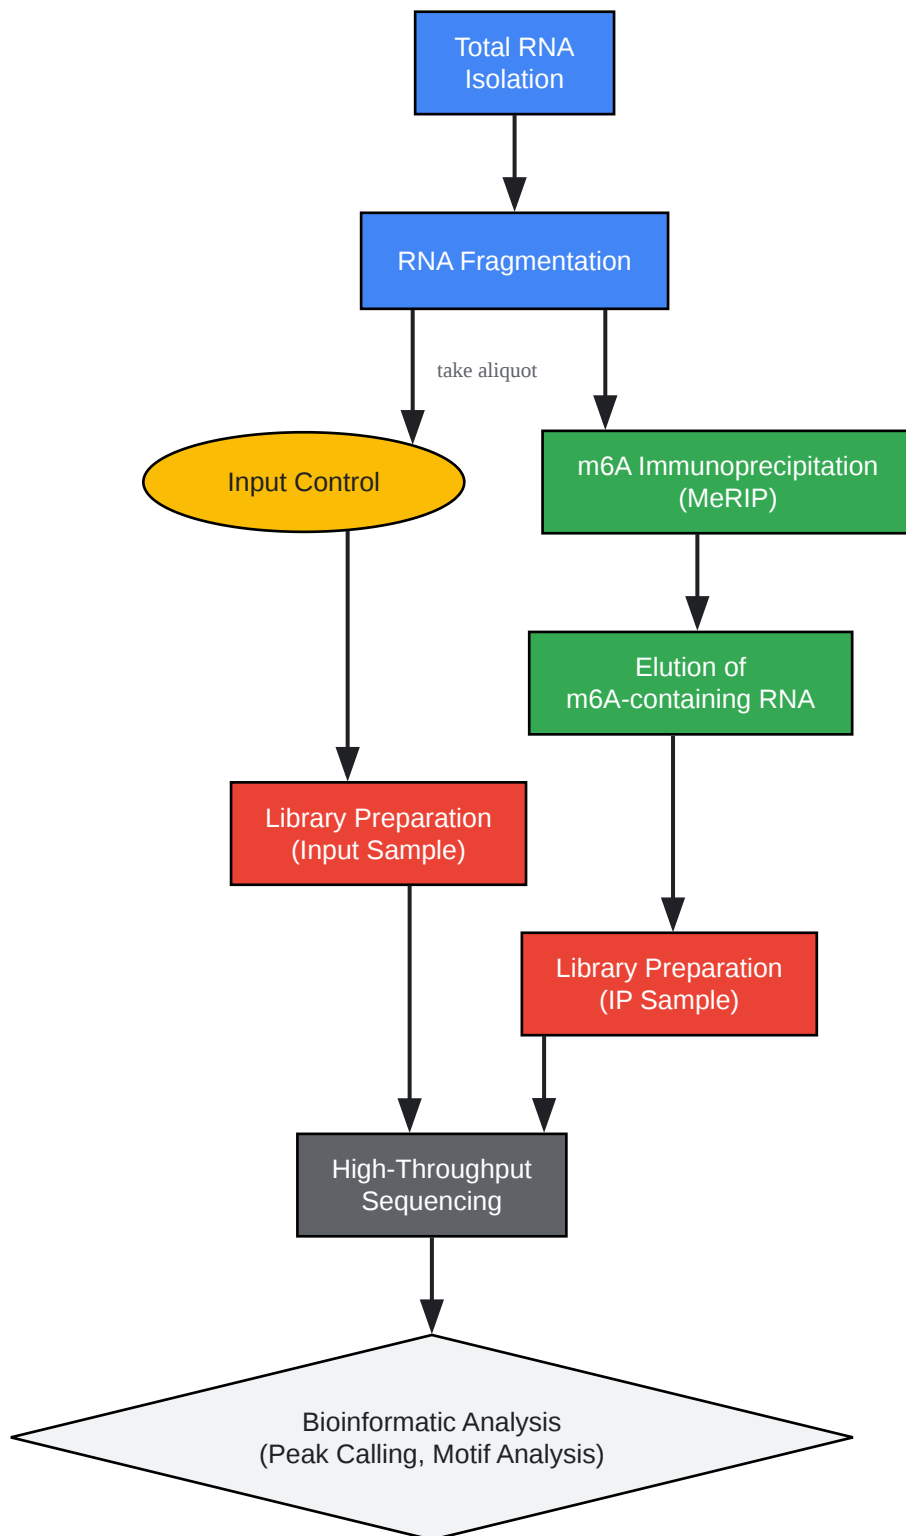 Total RNA
Isolation
RNA Fragmentation
take aliquot
Input Control
m6A Immunoprecipitation
(MeRIP)
Elution of
m6A-containing RNA
Library Preparation
(Input Sample)
Library Preparation
(IP Sample)
High-Throughput
Sequencing
Bioinformatic Analysis
(Peak Calling, Motif Analysis)